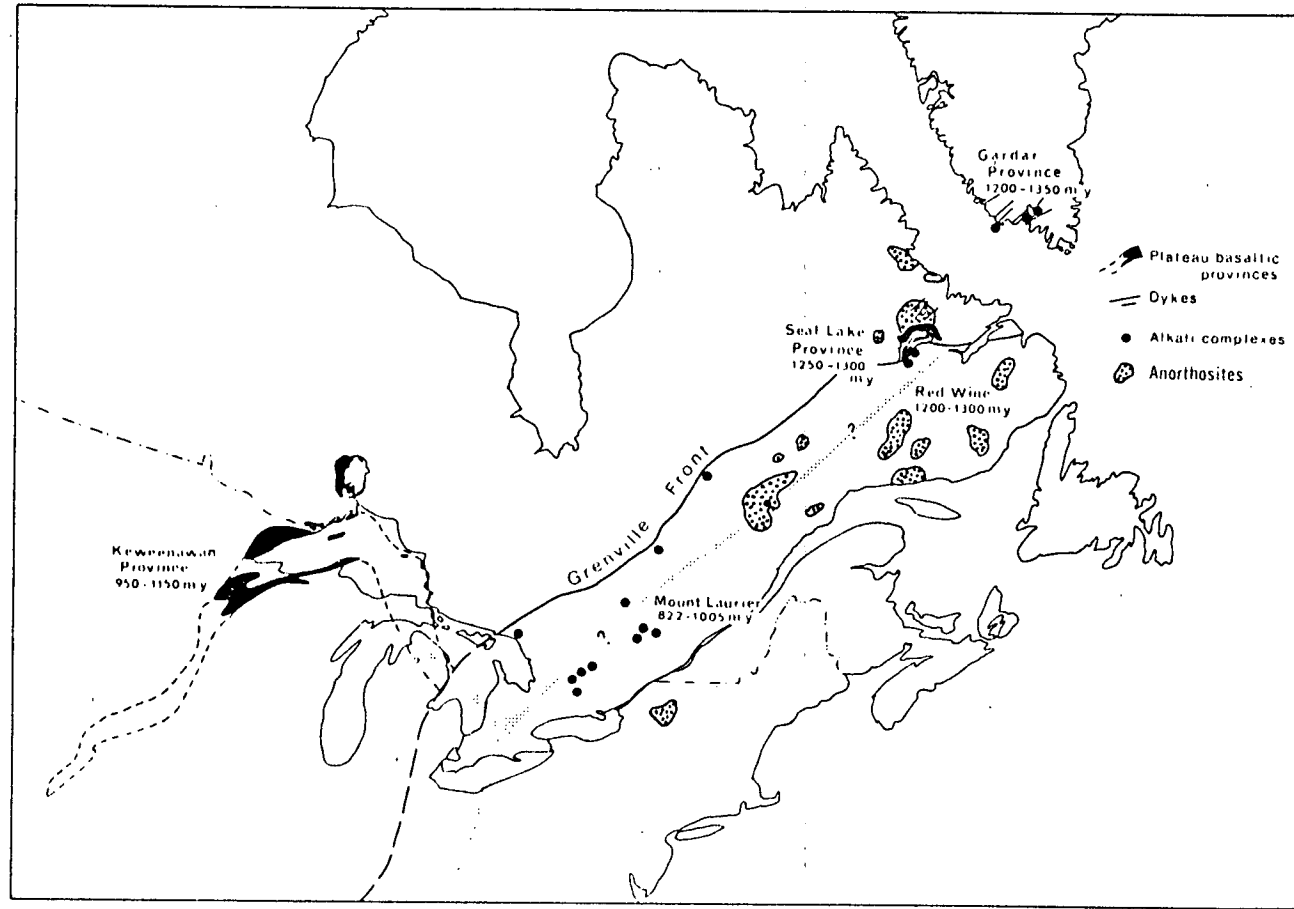 Gardar
Province
1200-1350 m y
Plateau basaltic
provinces
Dykes
Alkali complexes
Anorthosites
Seal Lake
Province
1250-1300
m y
Red Wine
1200-1300 m y
?
Grenville Front
Keweenawan
Province
950-1150 m y
Mount Laurier
822-1005 m y
?